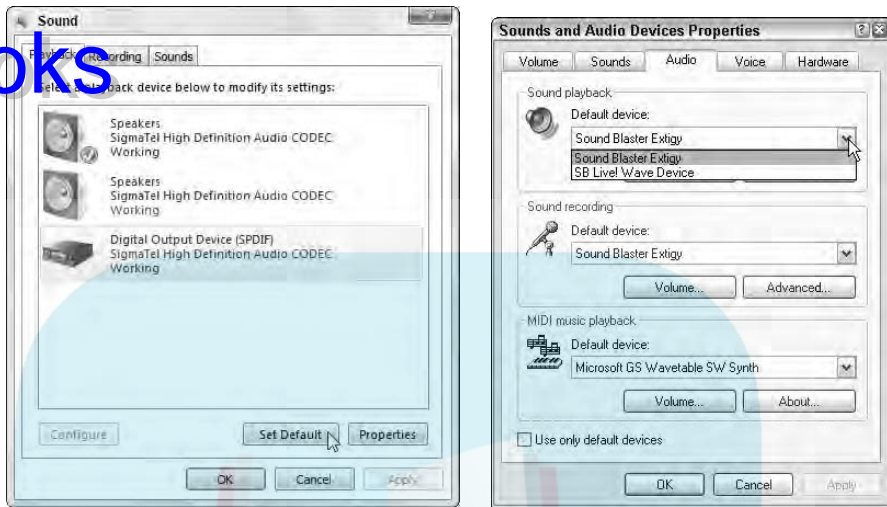 Sound
Playback Recording Sounds
oks
Select a playback device below to modify its settings:
Speakers
SigmaTel High Definition Audio CODEC
Working
Speakers
SigmaTel High Definition Audio CODEC
Working
Digital Output Device (SPDIF)
SigmaTel High Definition Audio CODEC
Working
Configure Set Default Properties
OK Cancel Apply
Sounds and Audio Devices Properties
Volume Sounds Audio Voice Hardware
Sound playback
Default device:
Sound Blaster Extigy
Sound Blaster Extigy
SB Live! Wave Device
Sound recording
Default device:
Sound Blaster Extigy
Volume... Advanced...
MIDI music playback
Default device:
Microsoft GS Wavetable SW Synth
Volume... About...
Use only default devices
OK Cancel Apply